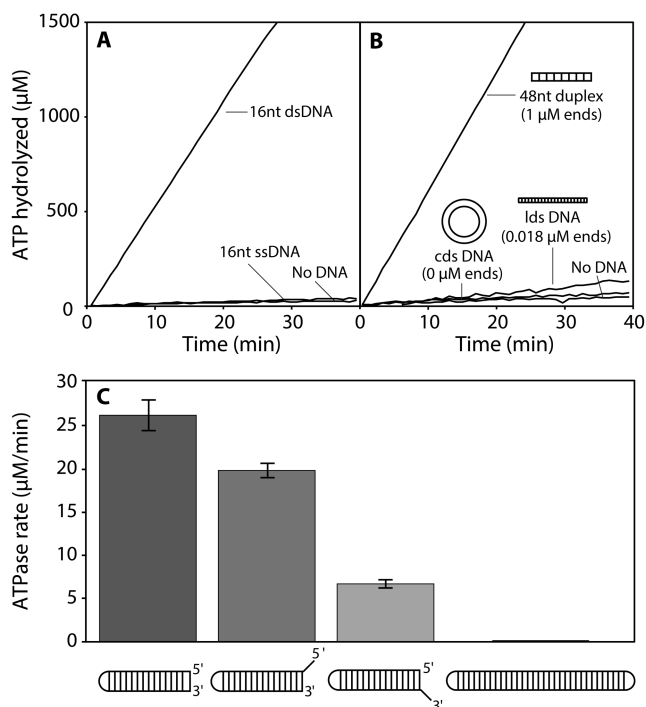 1500
A
B
16nt dsDNA
48nt duplex
(1 µM ends)
1000
ATP hydrolyzed (µM)
500
16nt ssDNA
No DNA
cds DNA
(0 µM ends)
lds DNA
(0.018 µM ends)
No DNA
0
0
10
20
30
0
10
20
30
40
Time (min)
Time (min)
C
30
25
20
15
10
5
0
ATPase rate (µM/min)
5'
3'
5'
3'
5'
3'